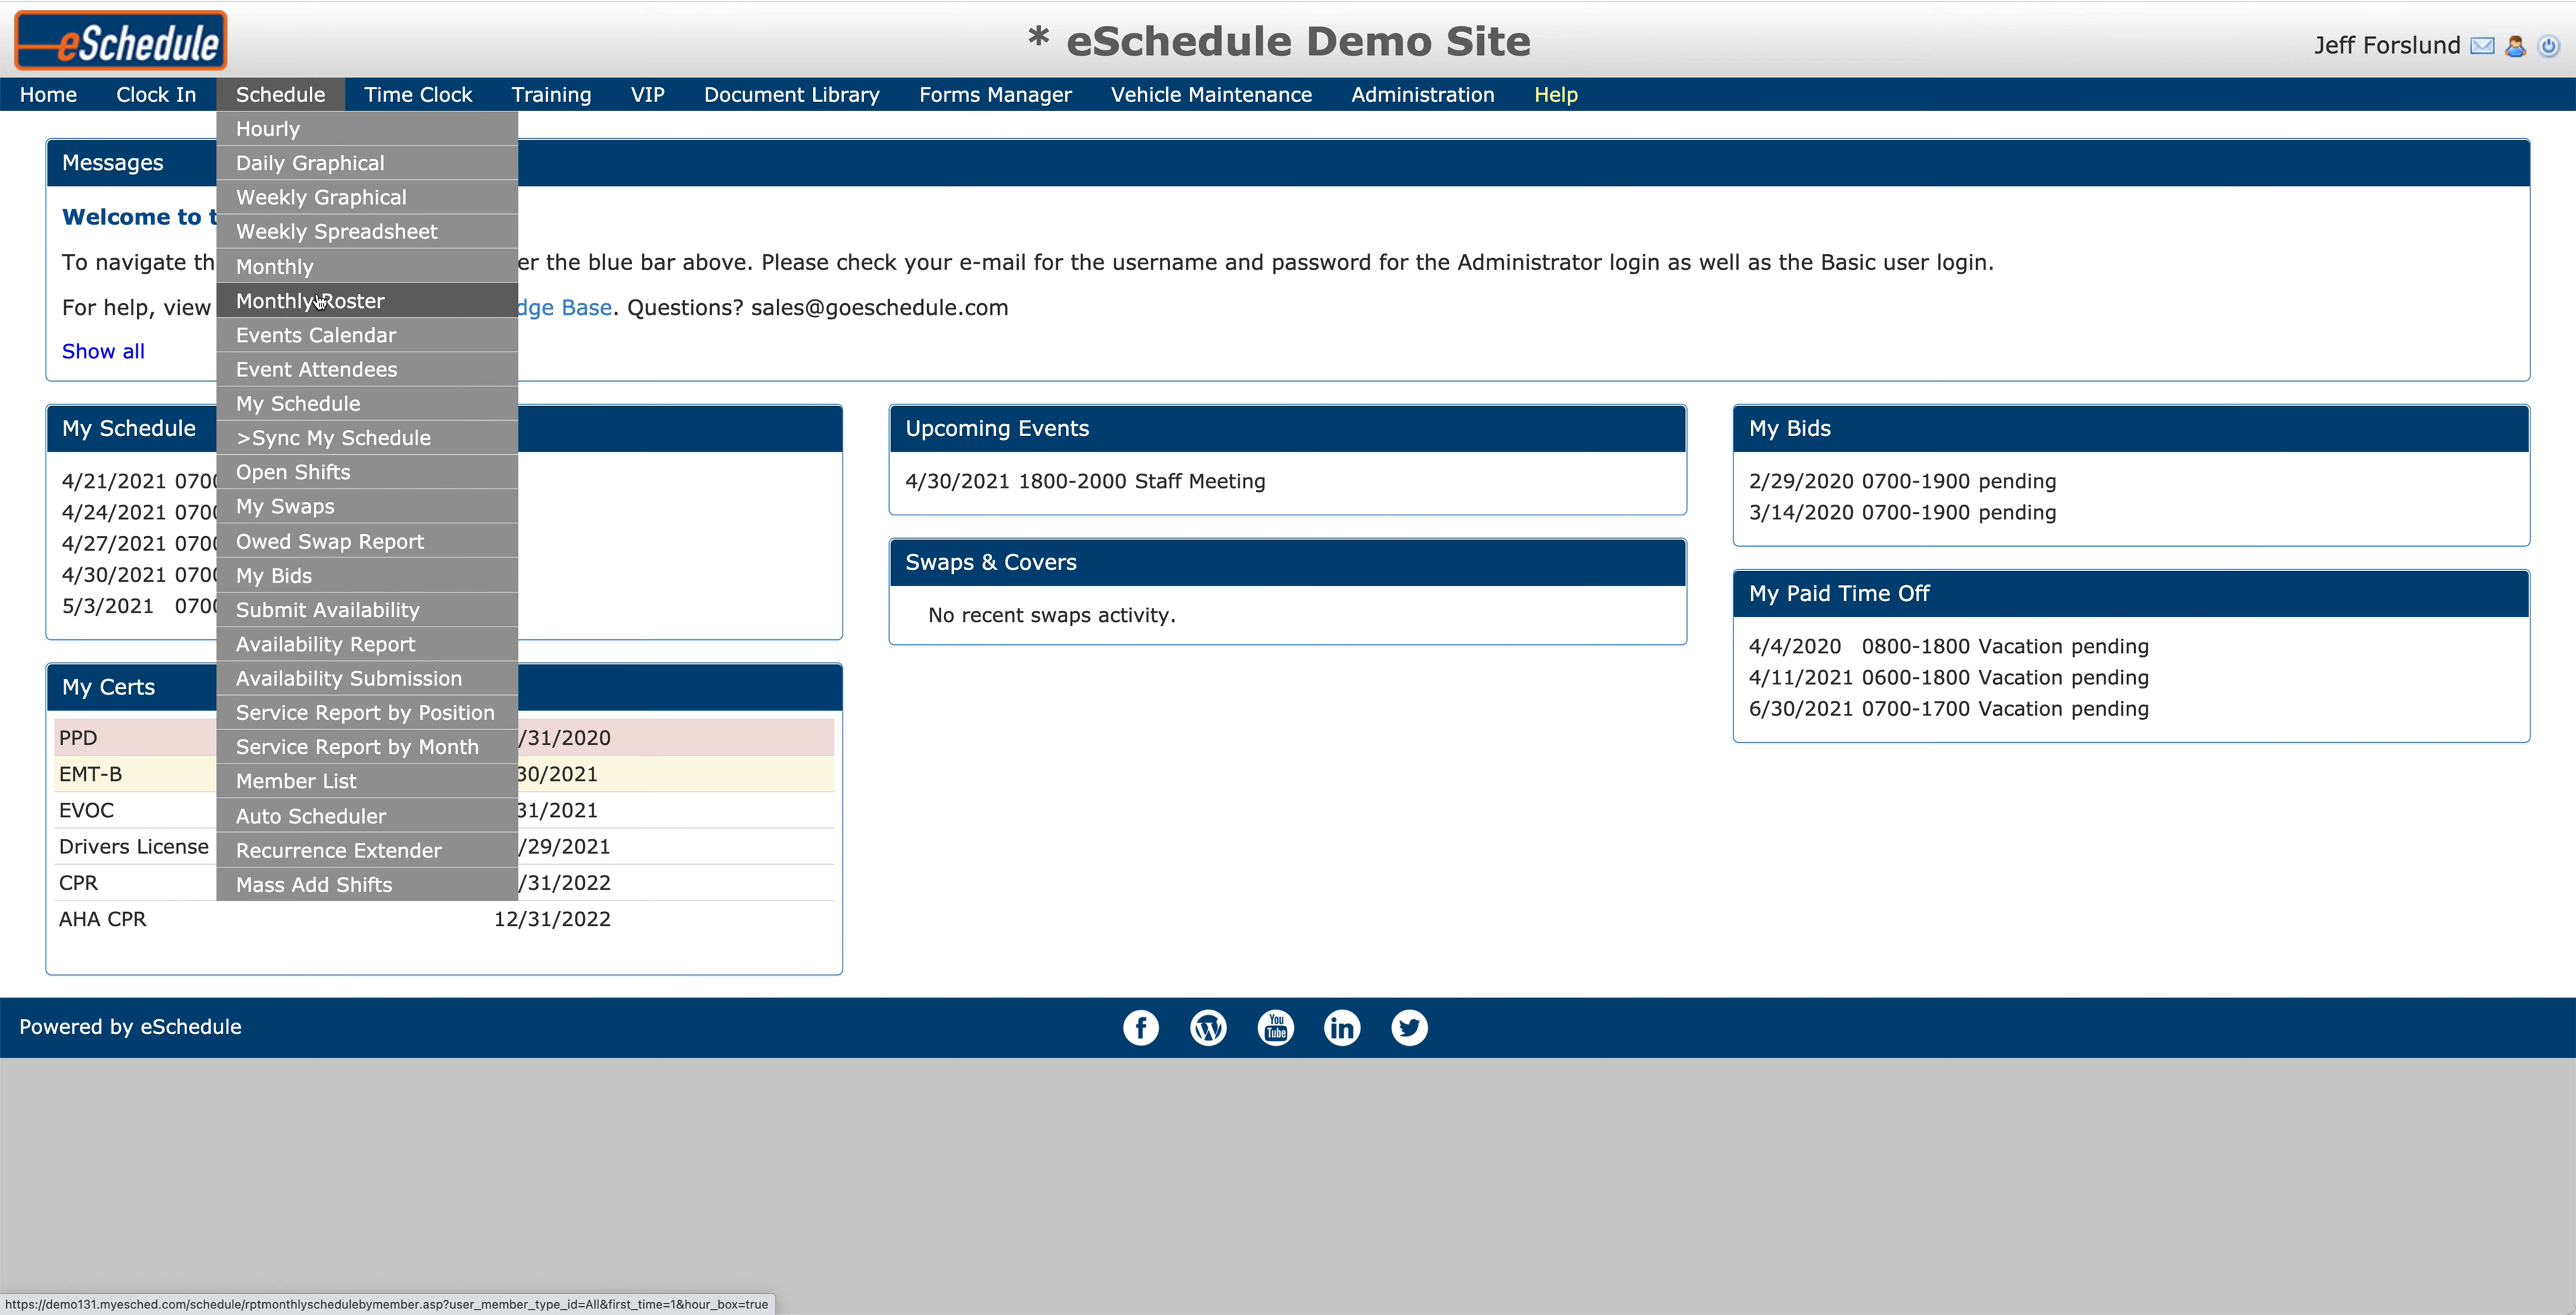 eSchedule
* eSchedule Demo Site
Jeff Forslund
Home Clock In Schedule Time Clock Training VIP Document Library Forms Manager Vehicle Maintenance Administration Help
Hourly
Daily Graphical
Weekly Graphical
Weekly Spreadsheet
Monthly
Monthly Roster
Events Calendar
Event Attendees
My Schedule
>Sync My Schedule
Open Shifts
My Swaps
Owed Swap Report
My Bids
Submit Availability
Availability Report
Availability Submission
Service Report by Position
Service Report by Month
Member List
Auto Scheduler
Recurrence Extender
Mass Add Shifts
Messages
Welcome to t
To navigate th er the blue bar above. Please check your e-mail for the username and password for the Administrator login as well as the Basic user login.
For help, view dge Base. Questions? sales@goeschedule.com
Show all
My Schedule
4/21/2021 070
4/24/2021 070
4/27/2021 070
4/30/2021 070
5/3/2021 070
My Certs
PPD /31/2020
EMT-B 30/2021
EVOC 31/2021
Drivers License /29/2021
CPR /31/2022
AHA CPR 12/31/2022
Upcoming Events
4/30/2021 1800-2000 Staff Meeting
Swaps & Covers
No recent swaps activity.
My Bids
2/29/2020 0700-1900 pending
3/14/2020 0700-1900 pending
My Paid Time Off
4/4/2020 0800-1800 Vacation pending
4/11/2021 0600-1800 Vacation pending
6/30/2021 0700-1700 Vacation pending
Powered by eSchedule
You Tube
https://demo131.myesched.com/schedule/rptmonthlyschedulebymember.asp?user_member_type_id=All&first_time=1&hour_box=true